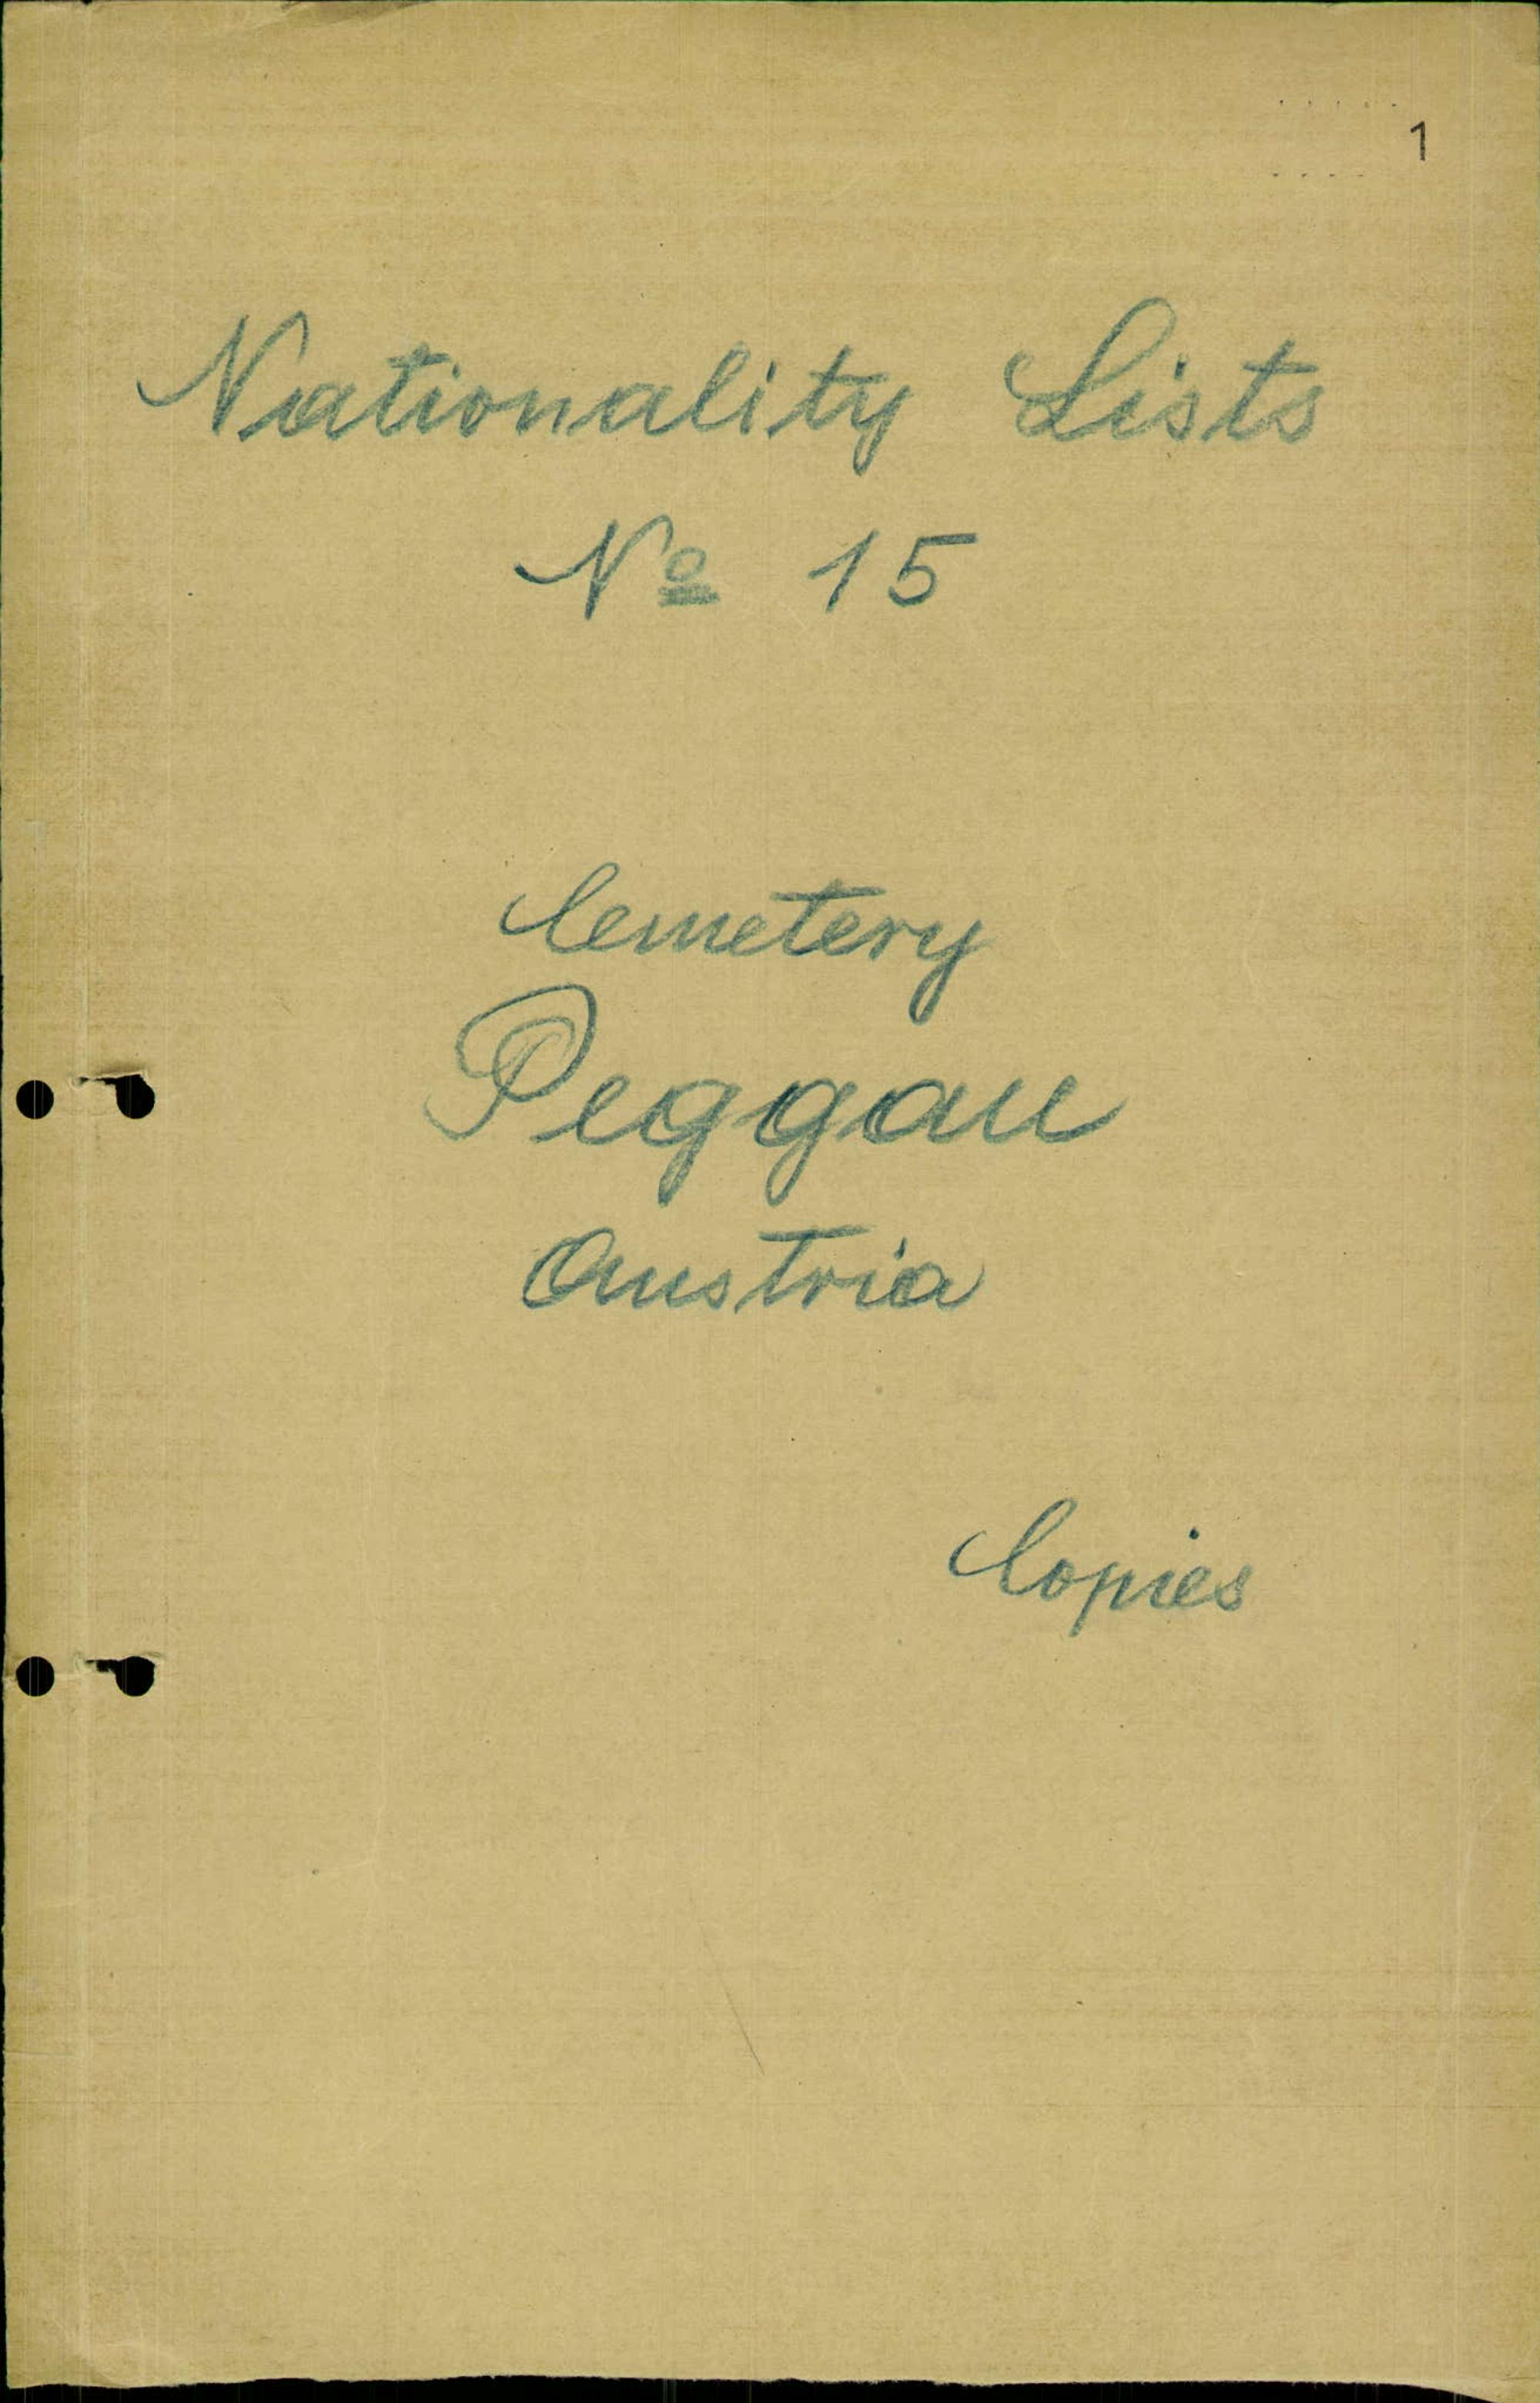 1
Nationality Lists
Nº 15
Cemetery
Peggau
Austria
Copies